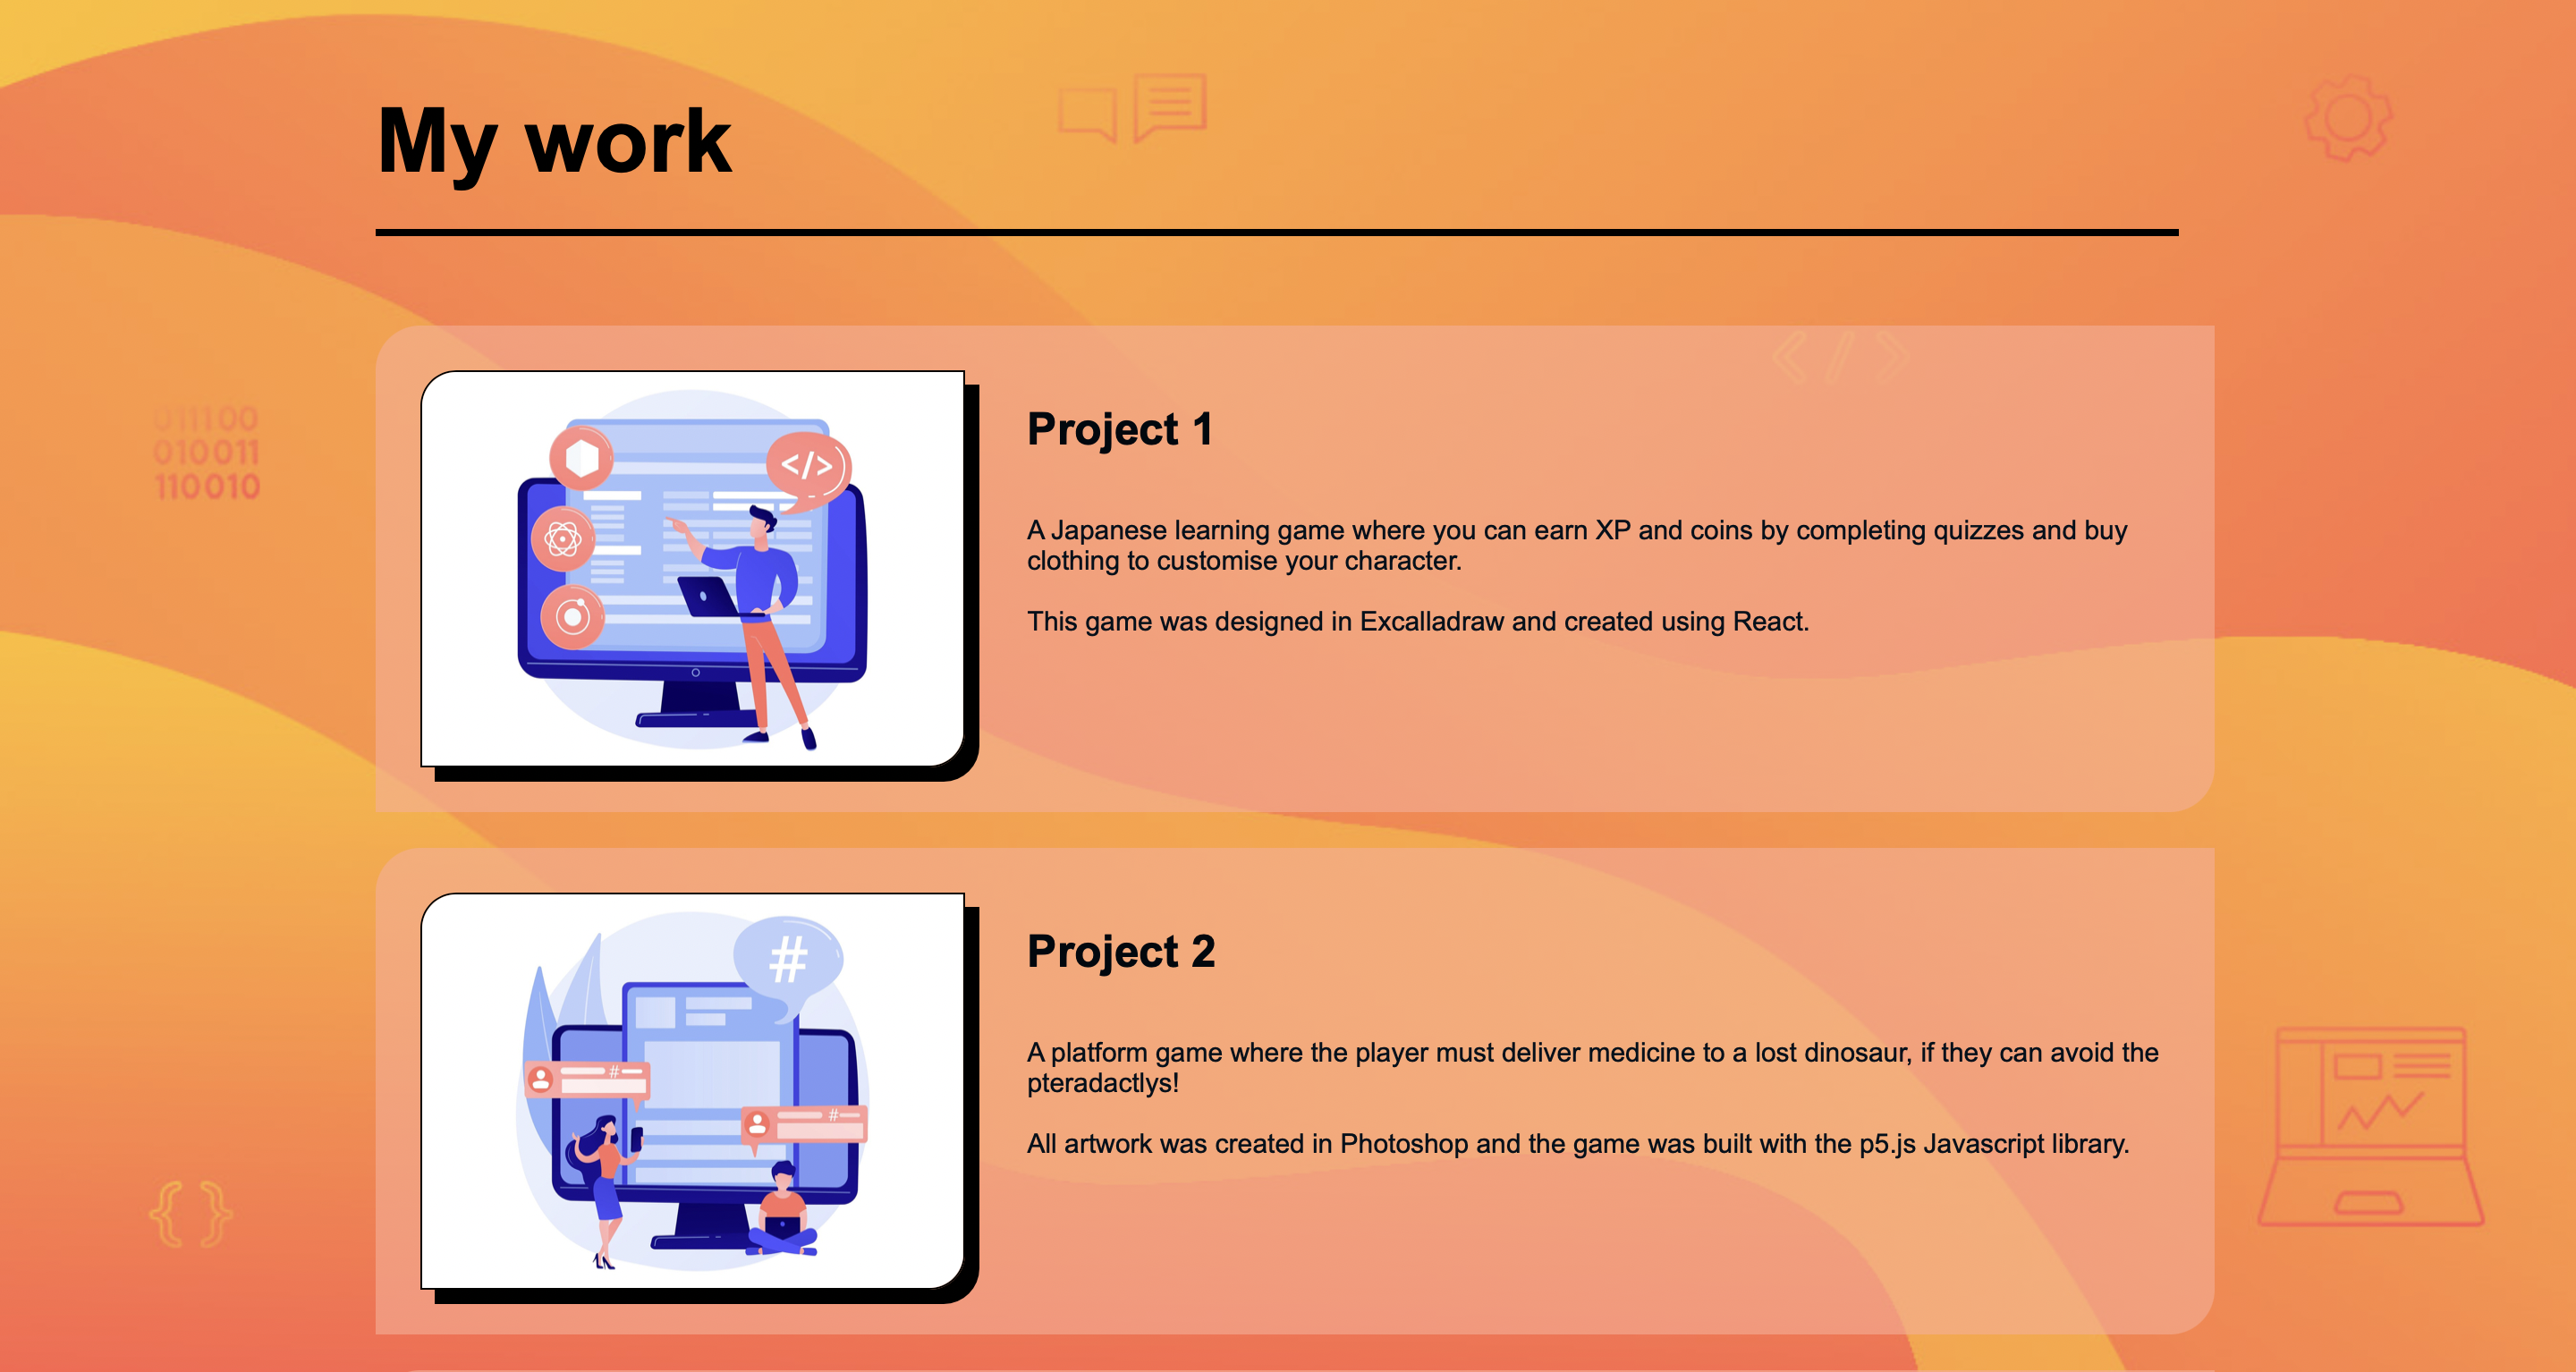 My work
011100
010011
110010
</>
Project 1
</>
A Japanese learning game where you can earn XP and coins by completing quizzes and buy
clothing to customise your character.
This game was designed in Excalladraw and created using React.
#
Project 2
#
#
A platform game where the player must deliver medicine to a lost dinosaur, if they can avoid the
pteradactlys!
All artwork was created in Photoshop and the game was built with the p5.js Javascript library.
{ }